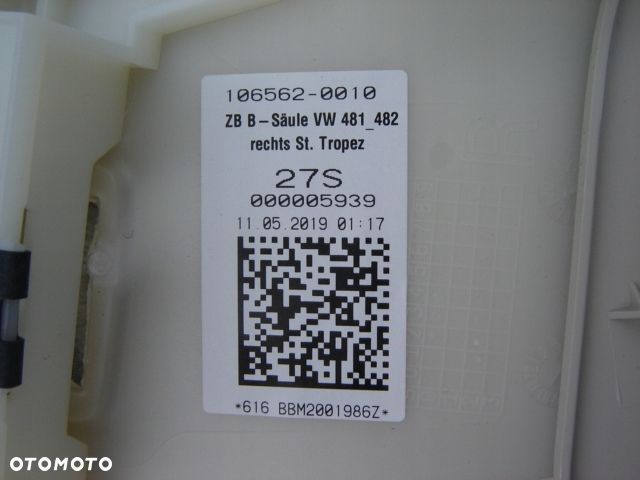 106562-0010
ZB B-Säule VW 481_482
rechts St. Tropez
27S
000005939
11.05.2019 01:17
*616 BBM2001986Z*
R
OTOMOTO